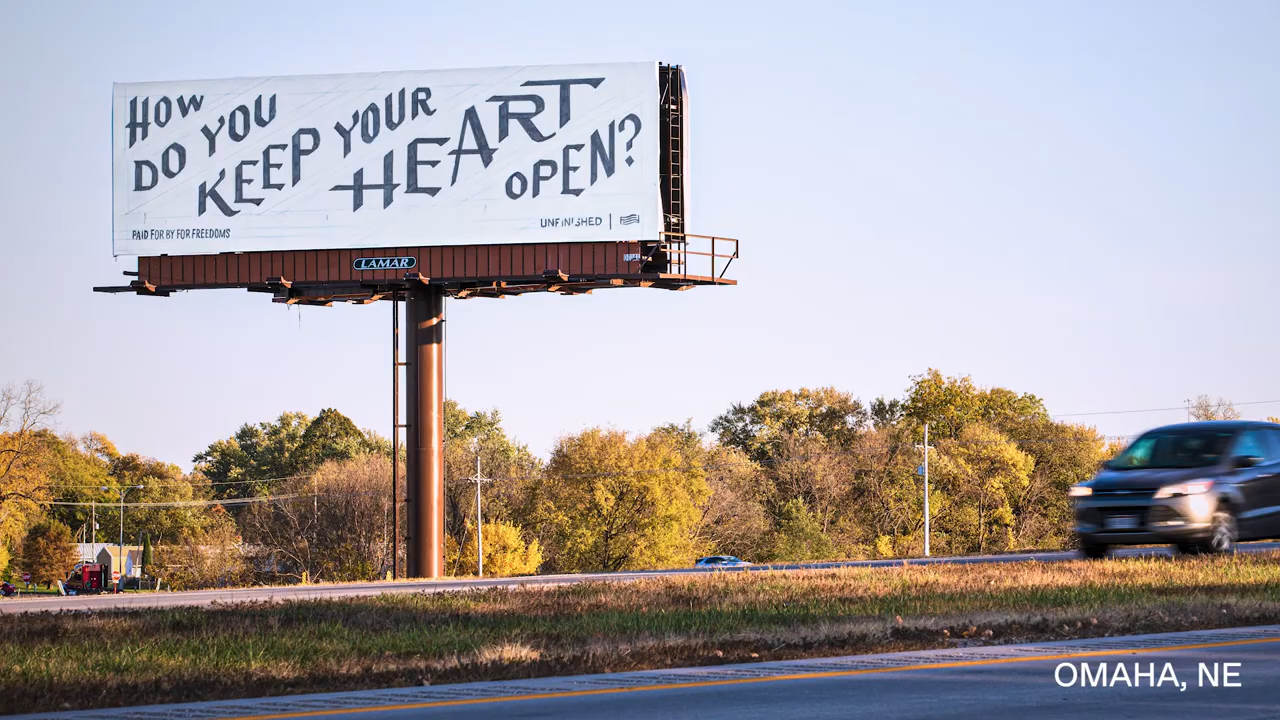 HOW
DO YOU
KEEP YOUR
HEART
OPEN?
PAID FOR BY FOR FREEDOMS
UNFINISHED
LAMAR
OMAHA, NE